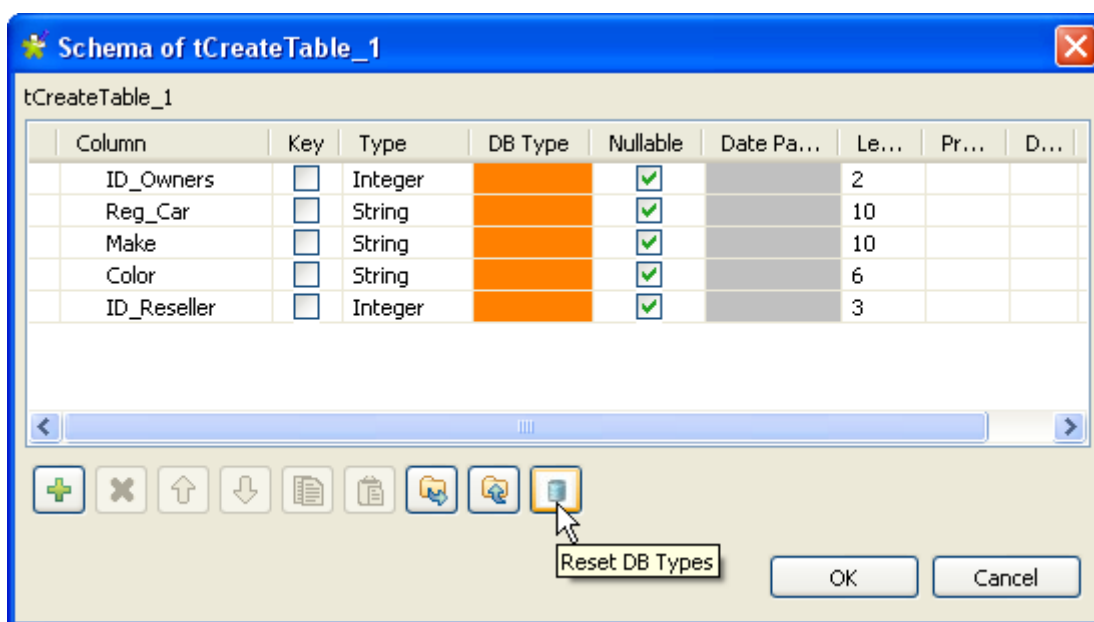 Schema of tCreateTable_1
tCreateTable_1
Column Key Type DB Type Nullable Date Pa... Le... Pr... D...
ID_Owners Integer 2
Reg_Car String 10
Make String 10
Color String 6
ID_Reseller Integer 3
Reset DB Types
OK Cancel